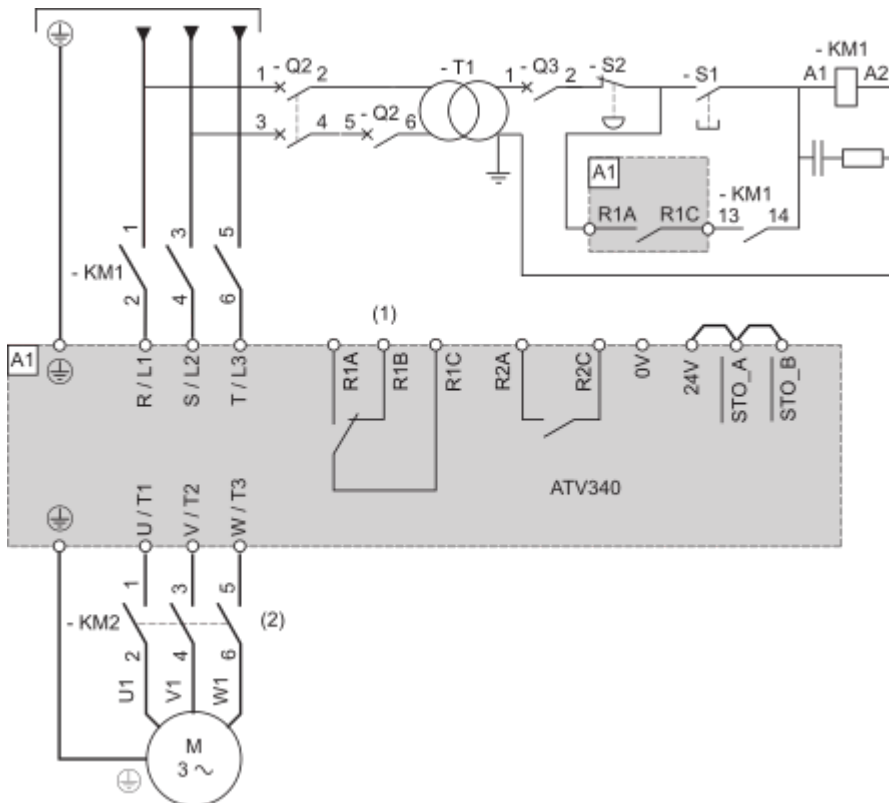 1 - Q2 2
- T1
1 - Q3 2
- S2
- S1
- KM1
A1 A2
3 4 5 - Q2 6
A1
R1A R1C
- KM1
13 14
1 3 5
- KM1
2 4 6
(1)
A1
R / L1
S / L2
T / L3
R1A
R1B
R1C
R2A
R2C
0V
24V
STO_A
STO_B
ATV340
U / T1
V / T2
W / T3
1 3 5
- KM2
(2)
2 4 6
U1
V1
W1
M
3 ~